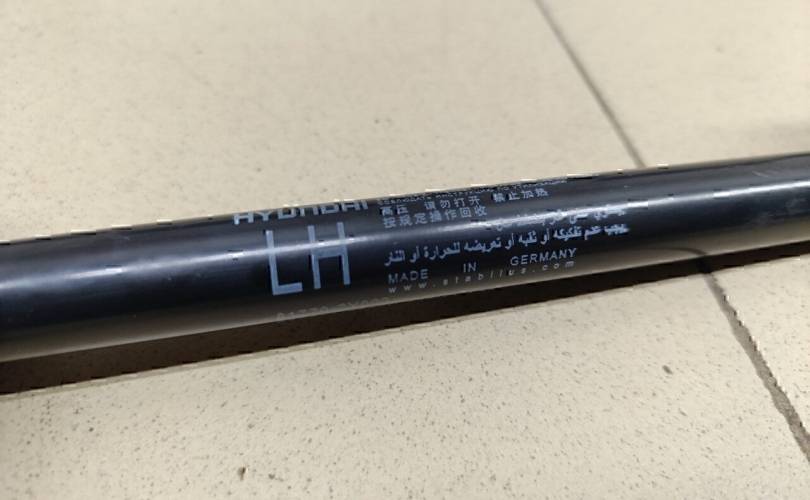 HYUNDAI
LH
高压 请勿打开 禁止加热
按规定操作回收
يجب عدم تفكيكه أو ثقبه أو تعريضه للحرارة أو النار
MADE IN GERMANY
www.stabilus.com